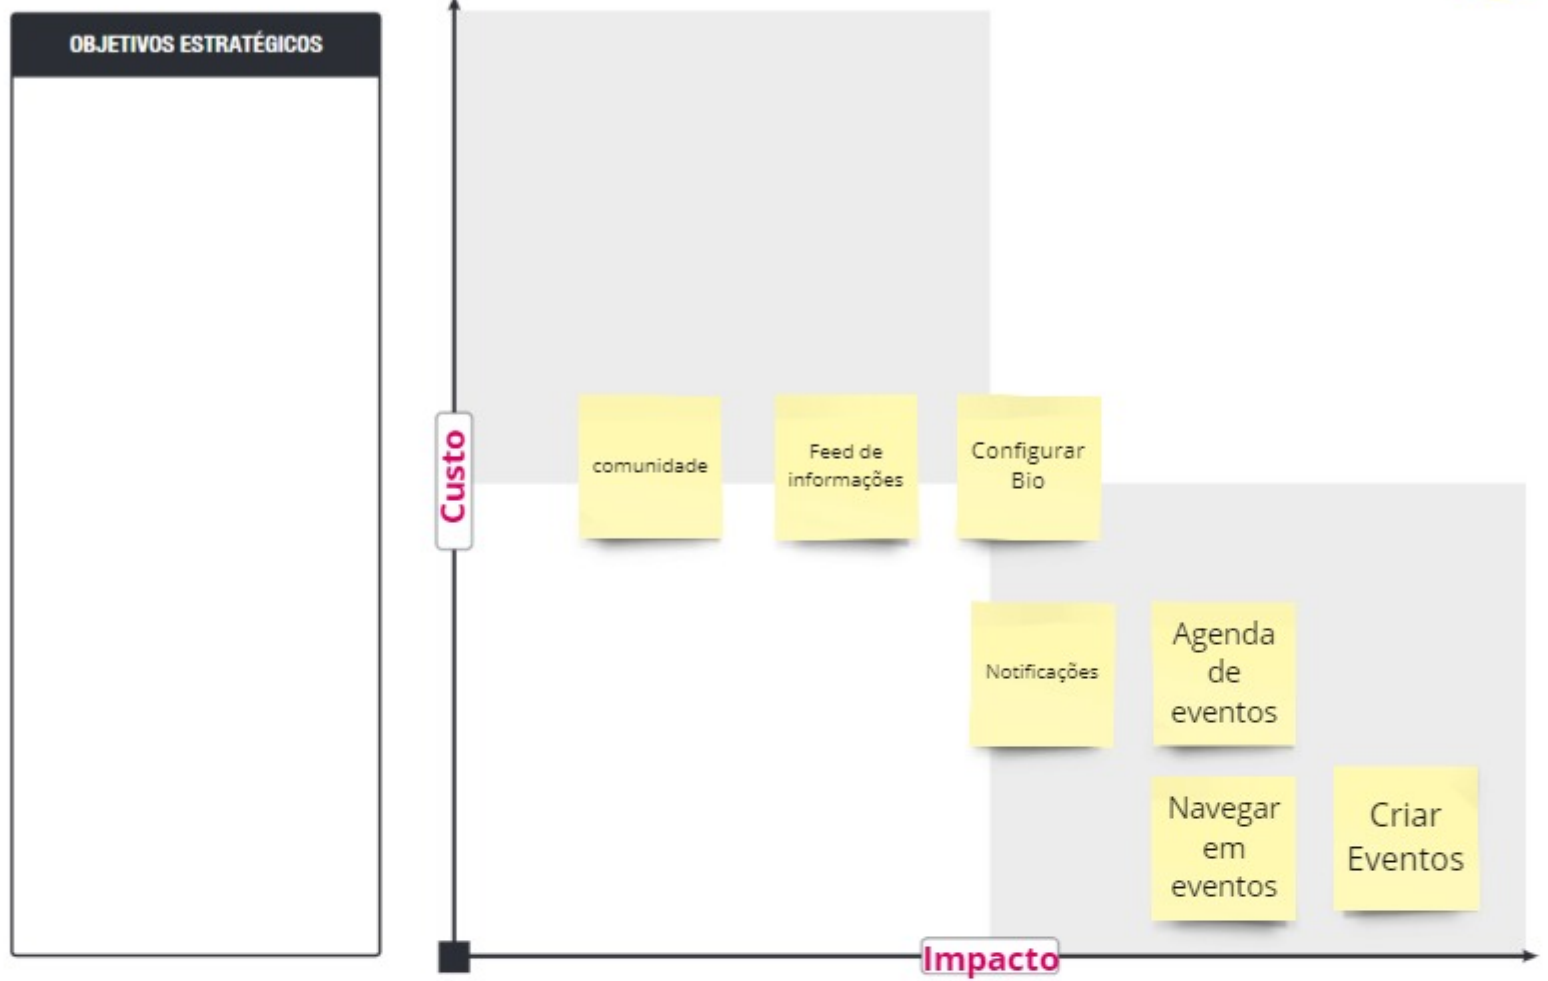 OBJETIVOS ESTRATÉGICOS
Custo
comunidade
Feed de
informações
Configurar
Bio
Notificações
Agenda
de
eventos
Navegar
em
eventos
Criar
Eventos
Impacto